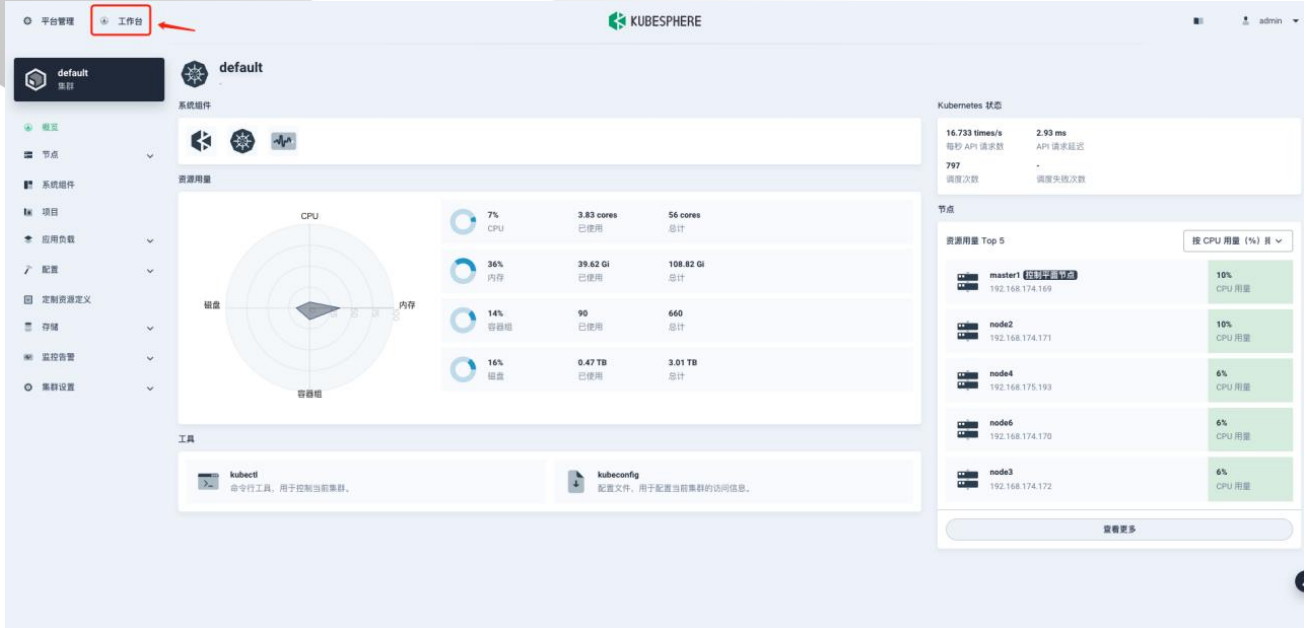 平台管理
工作台
KUBESPHERE
admin
default
集群
概览
节点
系统组件
项目
应用负载
配置
定制资源定义
存储
监控告警
集群设置
default
-
系统组件
资源用量
CPU
内存
容器组
磁盘
7%
CPU
3.83 cores
已使用
56 cores
总计
36%
内存
39.62 Gi
已使用
108.82 Gi
总计
14%
容器组
90
已使用
660
总计
16%
磁盘
0.47 TB
已使用
3.01 TB
总计
工具
kubectl
命令行工具，用于控制当前集群。
kubeconfig
配置文件，用于配置当前集群的访问信息。
Kubernetes 状态
16.733 times/s
每秒 API 请求数
2.93 ms
API 请求延迟
797
调度次数
-
调度失败次数
节点
资源用量 Top 5
按 CPU 用量（%）
master1 控制平面节点
192.168.174.169
10%
CPU 用量
node2
192.168.174.171
10%
CPU 用量
node4
192.168.175.193
6%
CPU 用量
node6
192.168.174.170
6%
CPU 用量
node3
192.168.174.172
6%
CPU 用量
查看更多